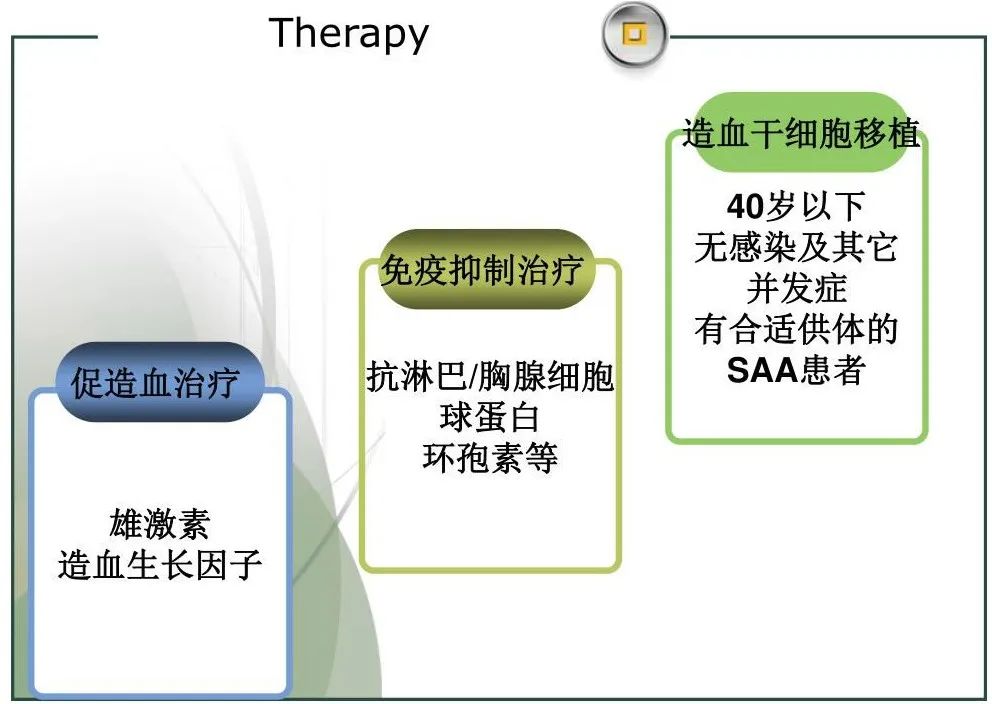 Therapy
促造血治疗
雄激素
造血生长因子
免疫抑制治疗
抗淋巴/胸腺细胞
球蛋白
环孢素等
造血干细胞移植
40岁以下
无感染及其它
并发症
有合适供体的
SAA患者